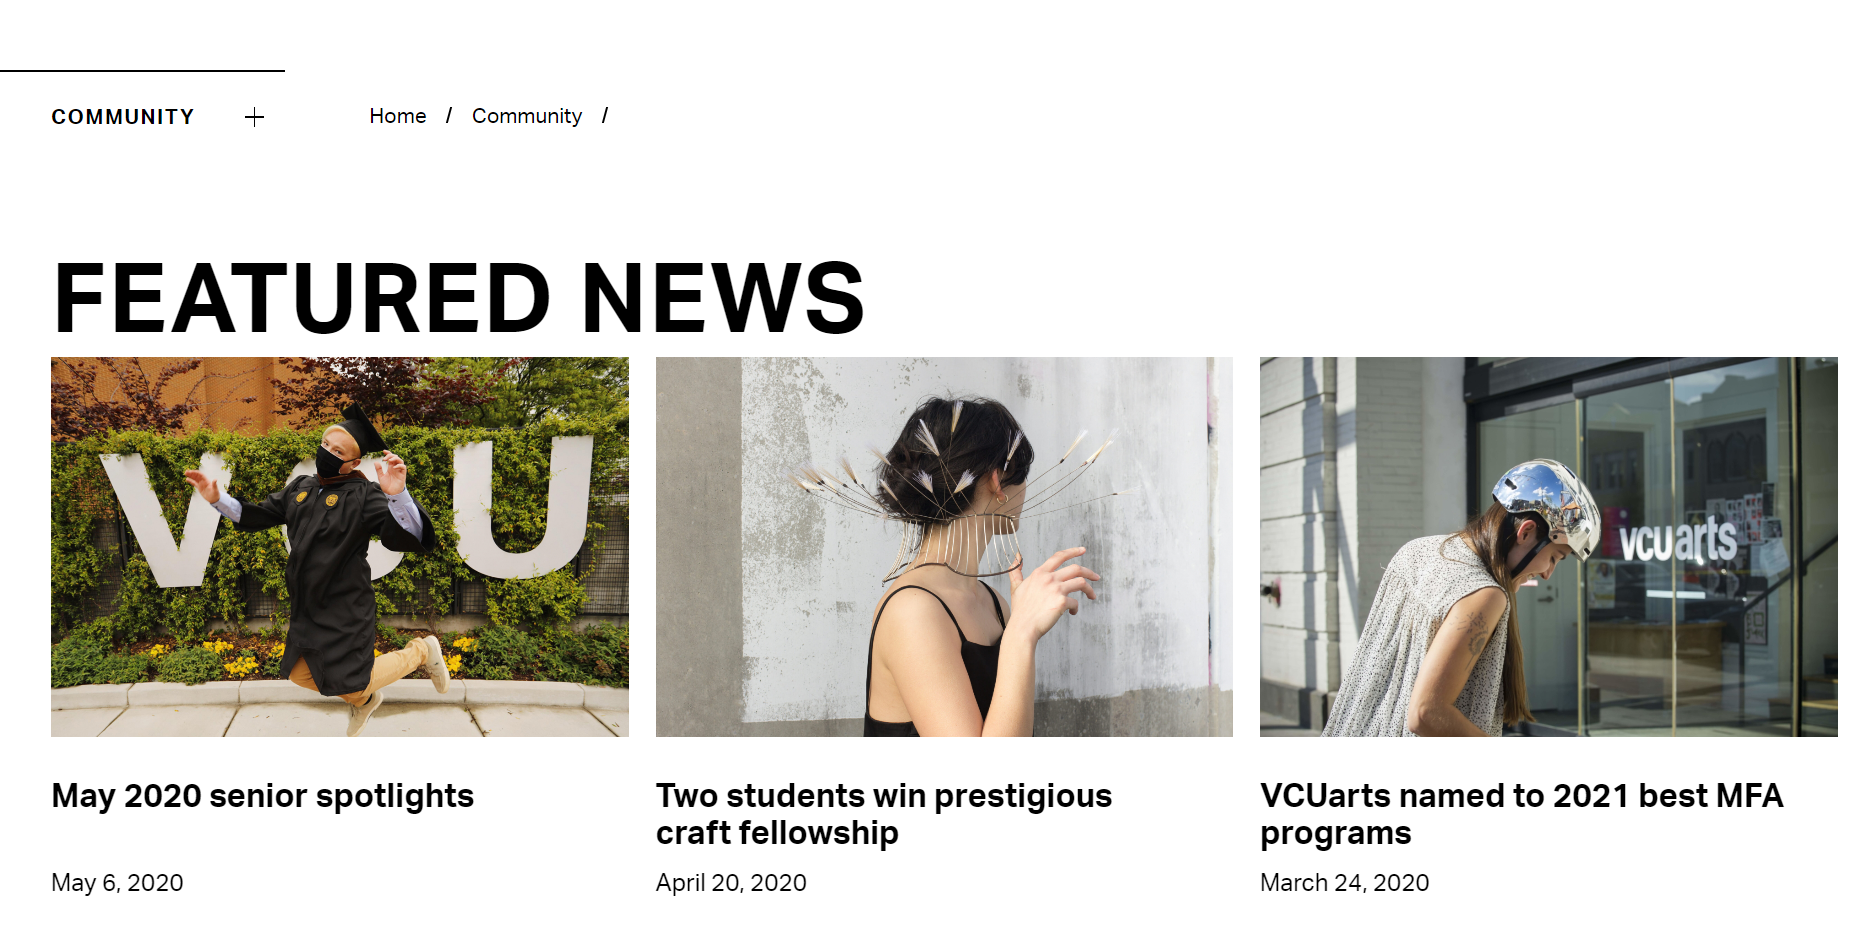 COMMUNITY +
Home / Community /
FEATURED NEWS
VCU
vcuarts
May 2020 senior spotlights
May 6, 2020
Two students win prestigious
craft fellowship
April 20, 2020
VCUarts named to 2021 best MFA
programs
March 24, 2020